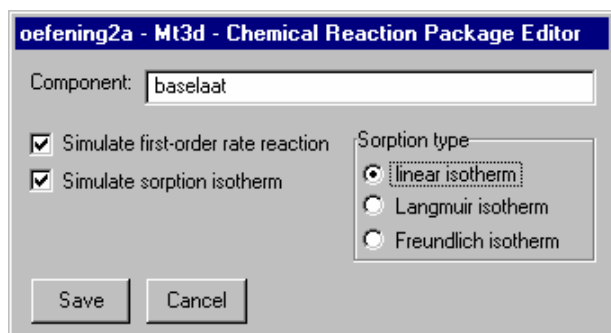 oefening2a - Mt3d - Chemical Reaction Package Editor
Component: baselaat
Simulate first-order rate reaction
Simulate sorption isotherm
Sorption type
linear isotherm
Langmuir isotherm
Freundlich isotherm
Save Cancel